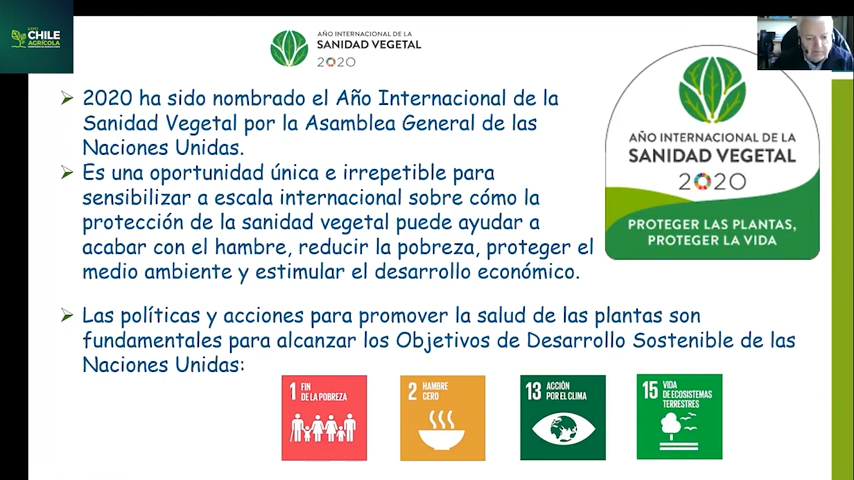 EXPO
CHILE
AGRÍCOLA
AÑO INTERNACIONAL DE LA
SANIDAD VEGETAL
2020
2020 ha sido nombrado el Año Internacional de la
Sanidad Vegetal por la Asamblea General de las
Naciones Unidas.
Es una oportunidad única e irrepetible para
sensibilizar a escala internacional sobre cómo la
protección de la sanidad vegetal puede ayudar a
acabar con el hambre, reducir la pobreza, proteger el
medio ambiente y estimular el desarrollo económico.
AÑO INTERNACIONAL DE LA
SANIDAD VEGETAL
2020
PROTEGER LAS PLANTAS,
PROTEGER LA VIDA
Las políticas y acciones para promover la salud de las plantas son
fundamentales para alcanzar los Objetivos de Desarrollo Sostenible de las
Naciones Unidas:
1 FIN
DE LA POBREZA
2 HAMBRE
CERO
13 ACCIÓN
POR EL CLIMA
15 VIDA
DE ECOSISTEMAS
TERRESTRES